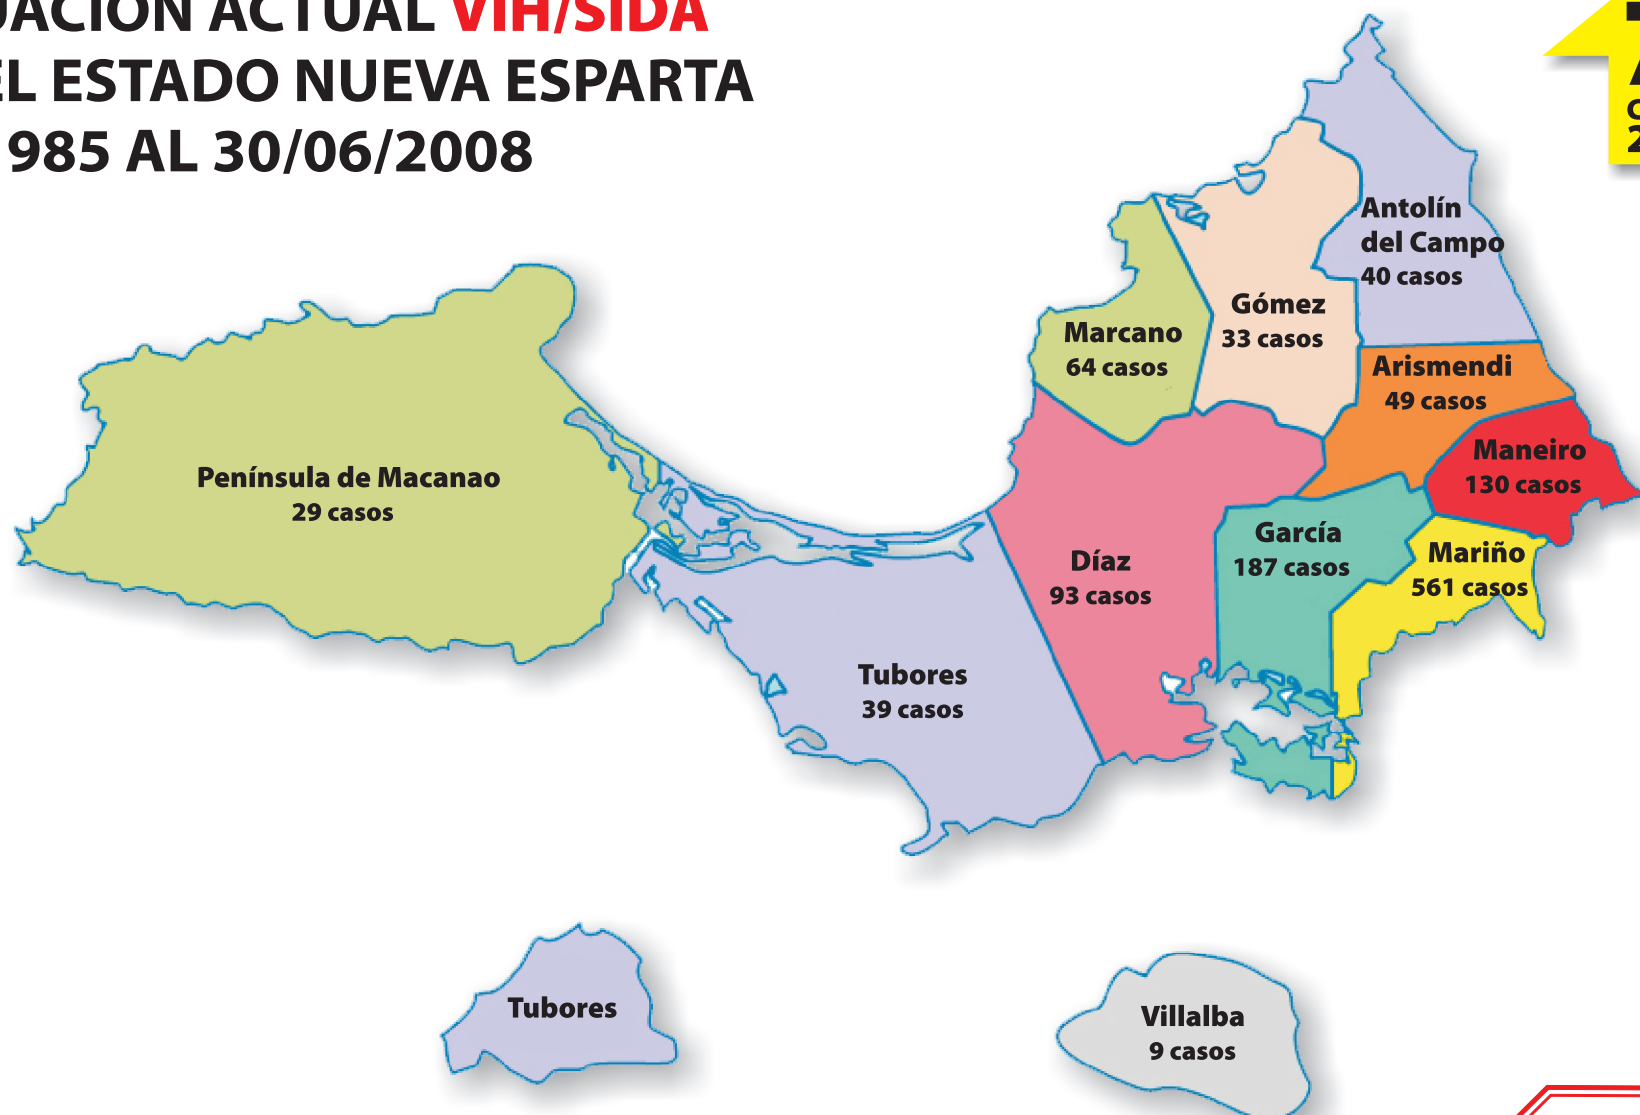 ACTUAL VIH/SIDA
ESTADO NUEVA ESPARTA
985 AL 30/06/2008
Antolín
del Campo
40 casos
Gómez
33 casos
Marcano
64 casos
Arismendi
49 casos
Maneiro
130 casos
Península de Macanao
29 casos
García
187 casos
Mariño
561 casos
Díaz
93 casos
Tubores
39 casos
Tubores
Villalba
9 casos